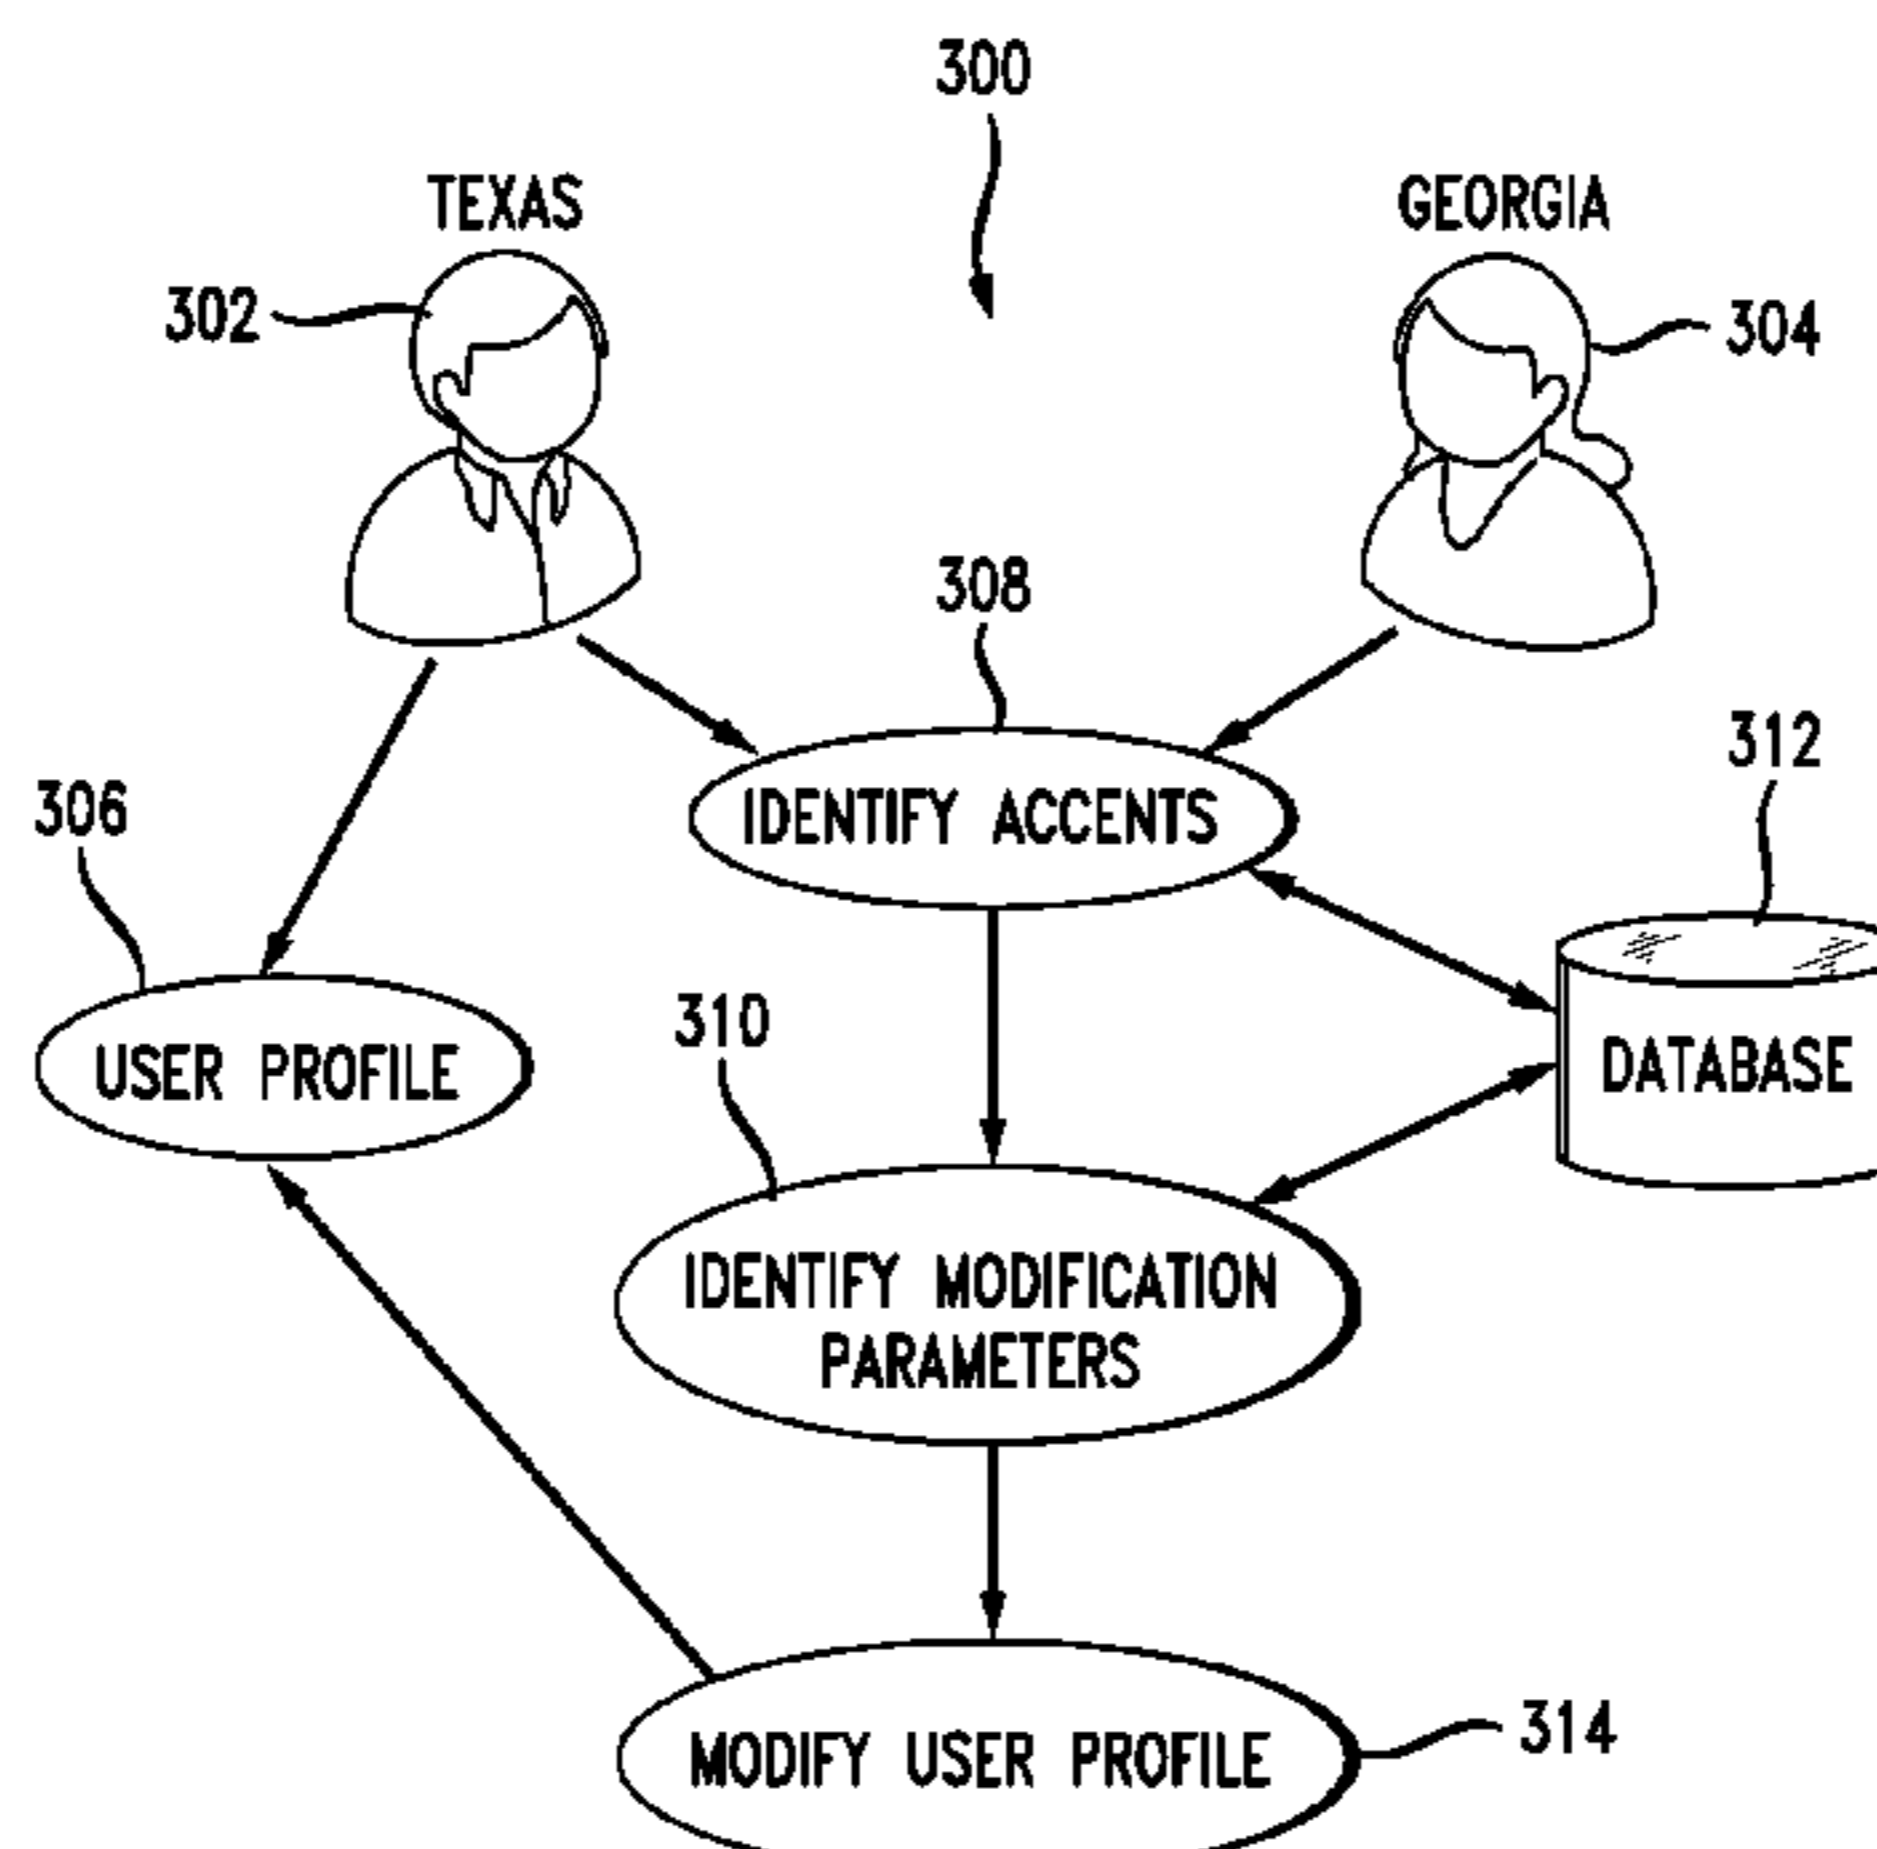 300
TEXAS
GEORGIA
302
304
308
312
306
IDENTIFY ACCENTS
310
USER PROFILE
DATABASE
IDENTIFY MODIFICATION
PARAMETERS
314
MODIFY USER PROFILE